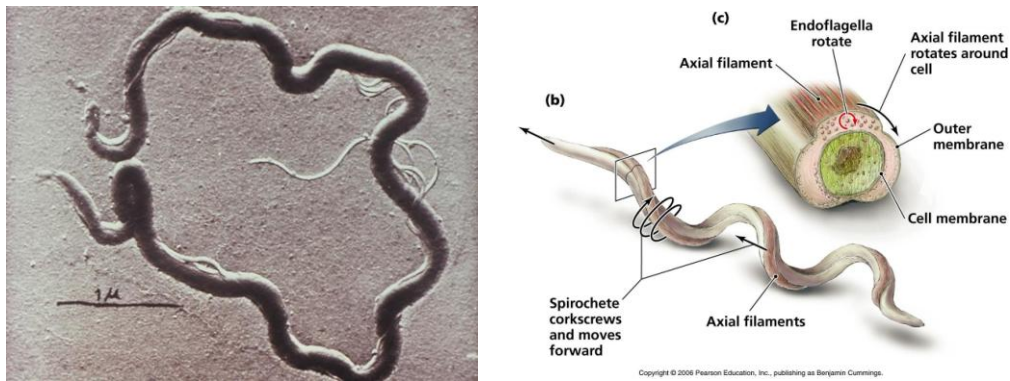 1 μ
(c)
Endoflagella
rotate
Axial filament
rotates around
cell
Axial filament
(b)
Outer
membrane
Cell membrane
Spirochete
corkscrews
and moves
forward
Axial filaments
Copyright © 2006 Pearson Education, Inc., publishing as Benjamin Cummings.